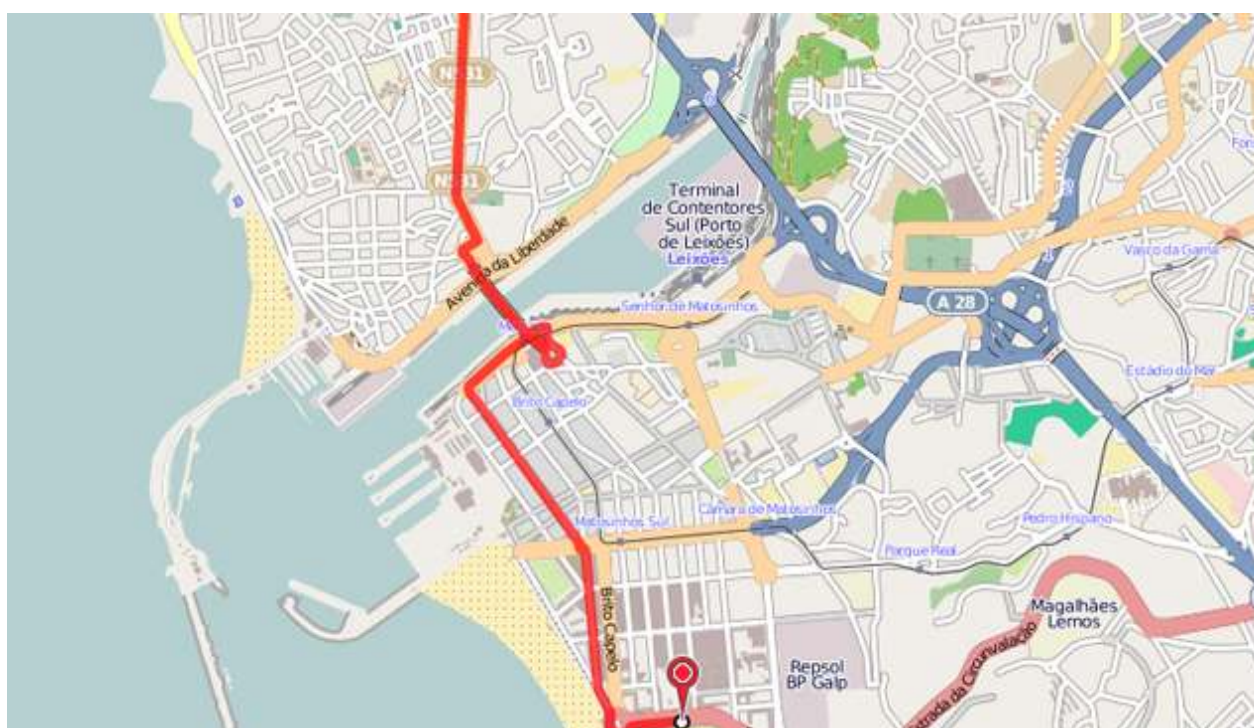 Terminal
de Contentores
Sul (Porto
de Leixões)
Leixões
Avenida da Liberdade
Senhor de Matosinhos
Vasco da Gama
A 28
Estádio do Mar
Brito Capelo
Matosinhos Sul
Câmara de Matosinhos
Pedro Hispano
Parque Real
Brito Capelo
Magalhães
Lemos
Repsol
BP Galp
Estrada da Circunvalação
B